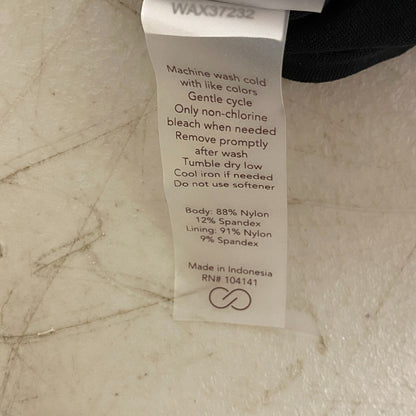 WAX37232
Machine wash cold
with like colors
Gentle cycle
Only non-chlorine
bleach when needed
Remove promptly
after wash
Tumble dry low
Cool iron if needed
Do not use softener
Body: 88% Nylon
12% Spandex
Lining: 91% Nylon
9% Spandex
Made in Indonesia
RN# 104141